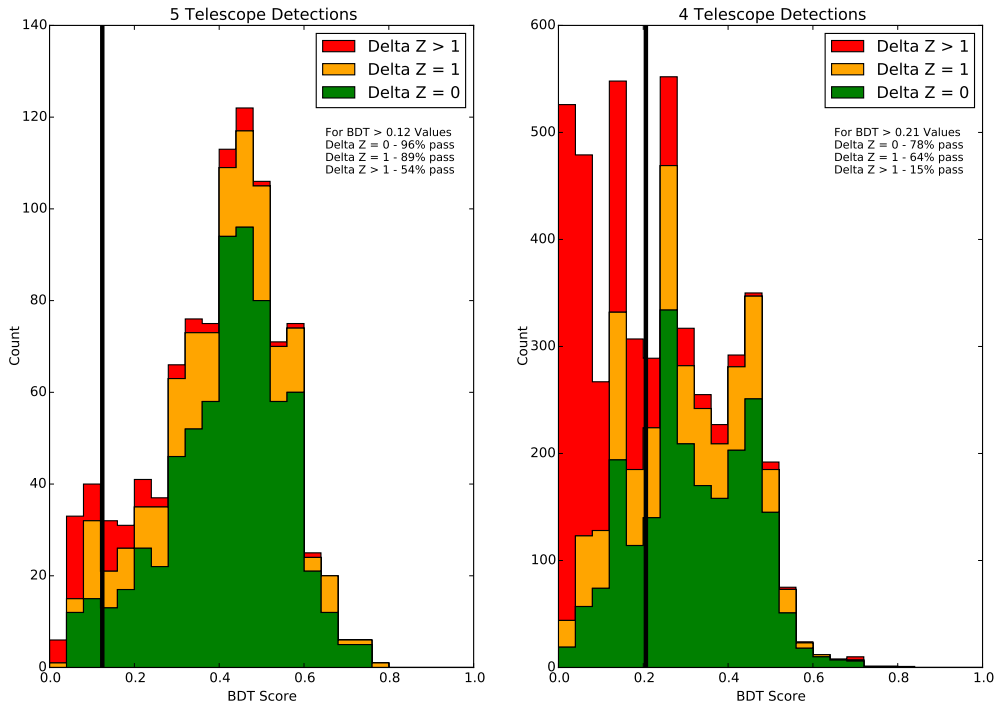 5 Telescope Detections
Delta Z > 1
Delta Z = 1
Delta Z = 0
For BDT > 0.12 Values
Delta Z = 0 - 96% pass
Delta Z = 1 - 89% pass
Delta Z > 1 - 54% pass
140
120
100
80
60
40
20
0
Count
0.0 0.2 0.4 0.6 0.8 1.0
BDT Score
4 Telescope Detections
Delta Z > 1
Delta Z = 1
Delta Z = 0
For BDT > 0.21 Values
Delta Z = 0 - 78% pass
Delta Z = 1 - 64% pass
Delta Z > 1 - 15% pass
600
500
400
300
200
100
0
Count
0.0 0.2 0.4 0.6 0.8 1.0
BDT Score